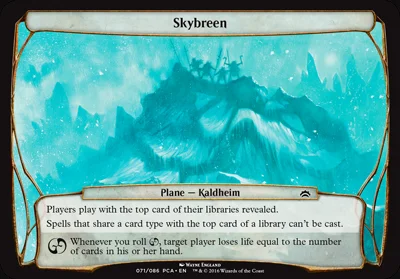 Skybreen
Plane — Kaldheim
Players play with the top card of their libraries revealed.
Spells that share a card type with the top card of a library can't be cast.
Whenever you roll , target player loses life equal to the number
of cards in his or her hand.
Wayne England
071/086 PCA • EN ™ & © 2016 Wizards of the Coast